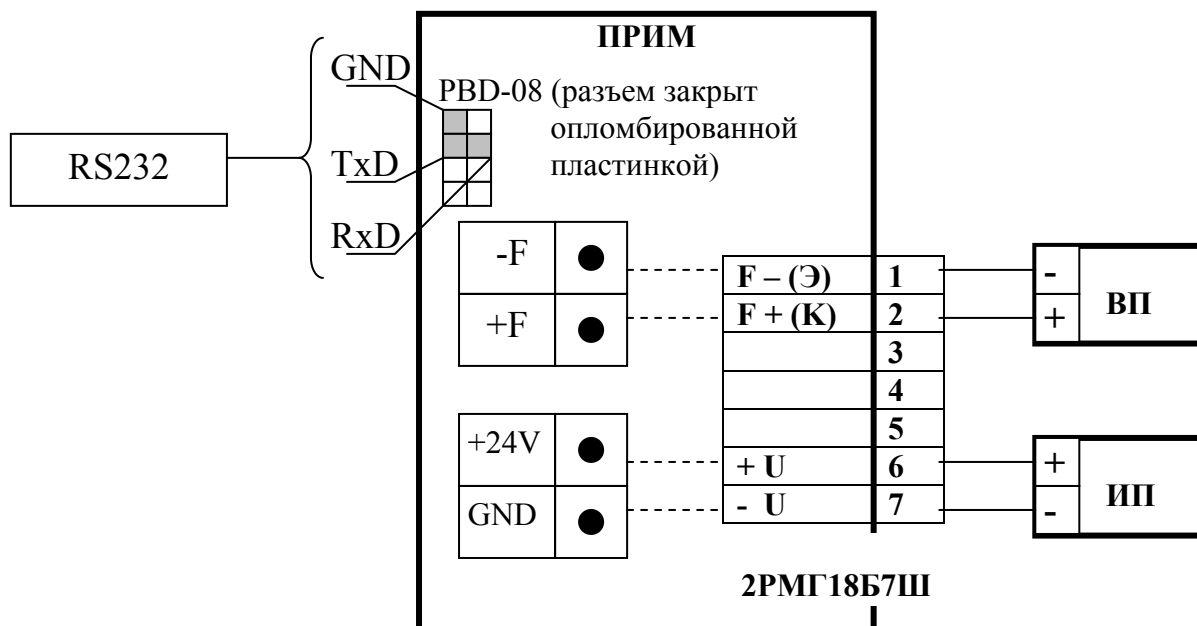 ПРИМ
GND
PBD-08 (разъем закрыт
опломбированной
пластинкой)
RS232
TxD
RxD
-F
+F
F – (Э) 1
F + (К) 2
3
4
5
+ U 6
- U 7
-
+
ВП
+24V
GND
+
-
ИП
2РМГ18Б7Ш